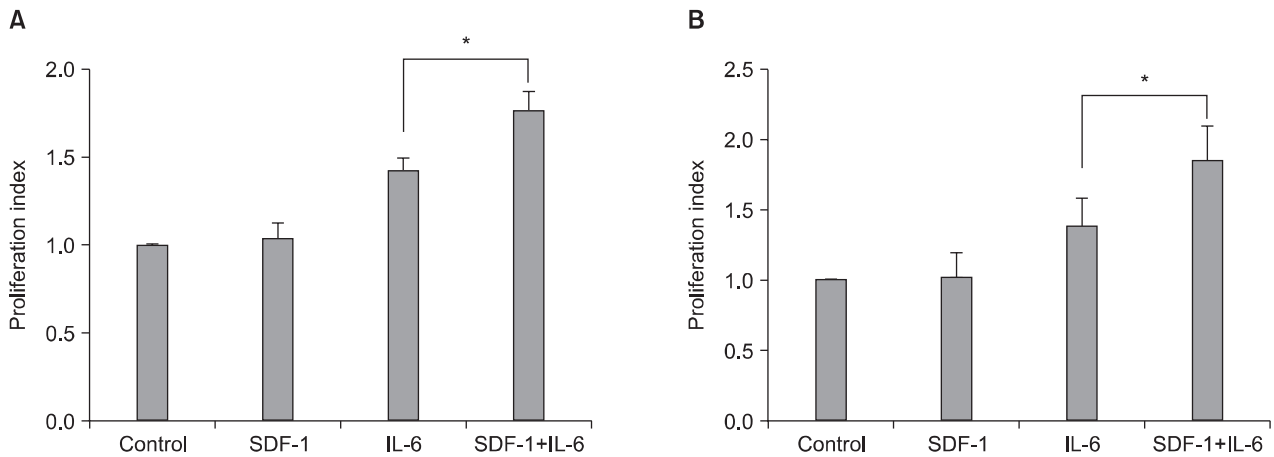 A
Proliferation index
2.0
1.5
1.0
0.5
0.0
*
Control SDF-1 IL-6 SDF-1+IL-6
B
Proliferation index
2.5
2.0
1.5
1.0
0.5
0.0
*
Control SDF-1 IL-6 SDF-1+IL-6